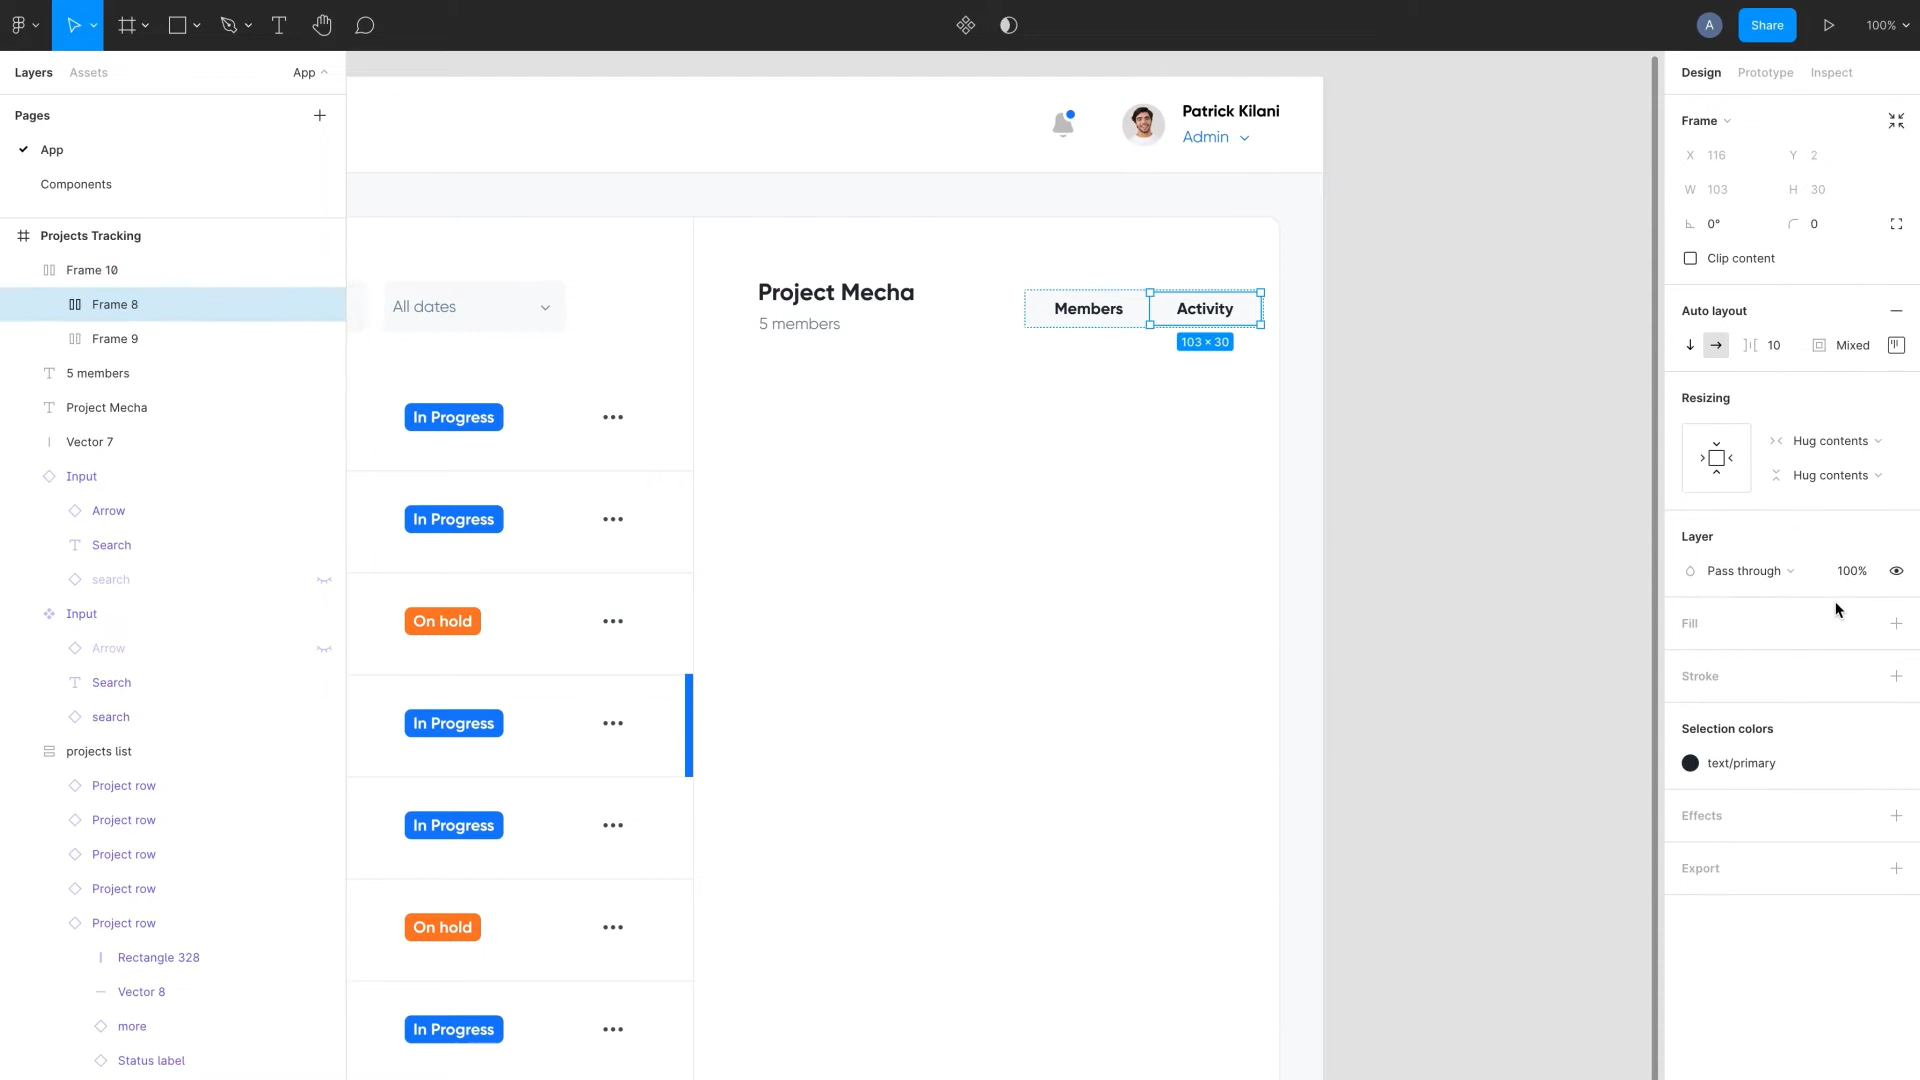 A
Share
100%
Layers
Assets
App
Pages
App
Components
Projects Tracking
Frame 10
Frame 8
Frame 9
5 members
Project Mecha
Vector 7
Input
Arrow
Search
search
Input
Arrow
Search
search
projects list
Project row
Project row
Project row
Project row
Project row
Rectangle 328
Vector 8
more
Status label
Patrick Kilani
Admin
All dates
Project Mecha
5 members
Members
Activity
103 × 30
In Progress
In Progress
On hold
In Progress
In Progress
On hold
In Progress
Design
Prototype
Inspect
Frame
X 116
Y 2
W 103
H 30
0°
0
Clip content
Auto layout
10
Mixed
Resizing
Hug contents
Hug contents
Layer
Pass through
100%
Fill
Stroke
Selection colors
text/primary
Effects
Export